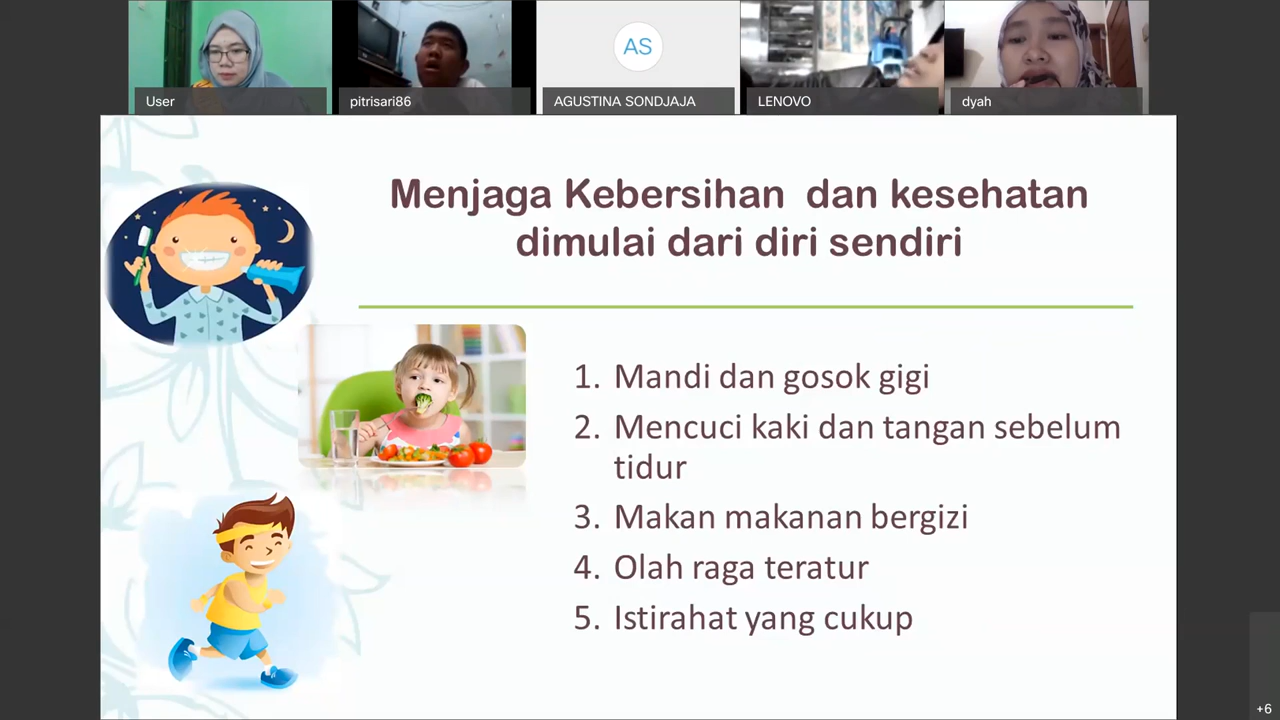 AS
User
pitrisari86
AGUSTINA SONDJAJA
LENOVO
dyah
Menjaga Kebersihan dan kesehatan
dimulai dari diri sendiri
1. Mandi dan gosok gigi
2. Mencuci kaki dan tangan sebelum
tidur
3. Makan makanan bergizi
4. Olah raga teratur
5. Istirahat yang cukup
+6